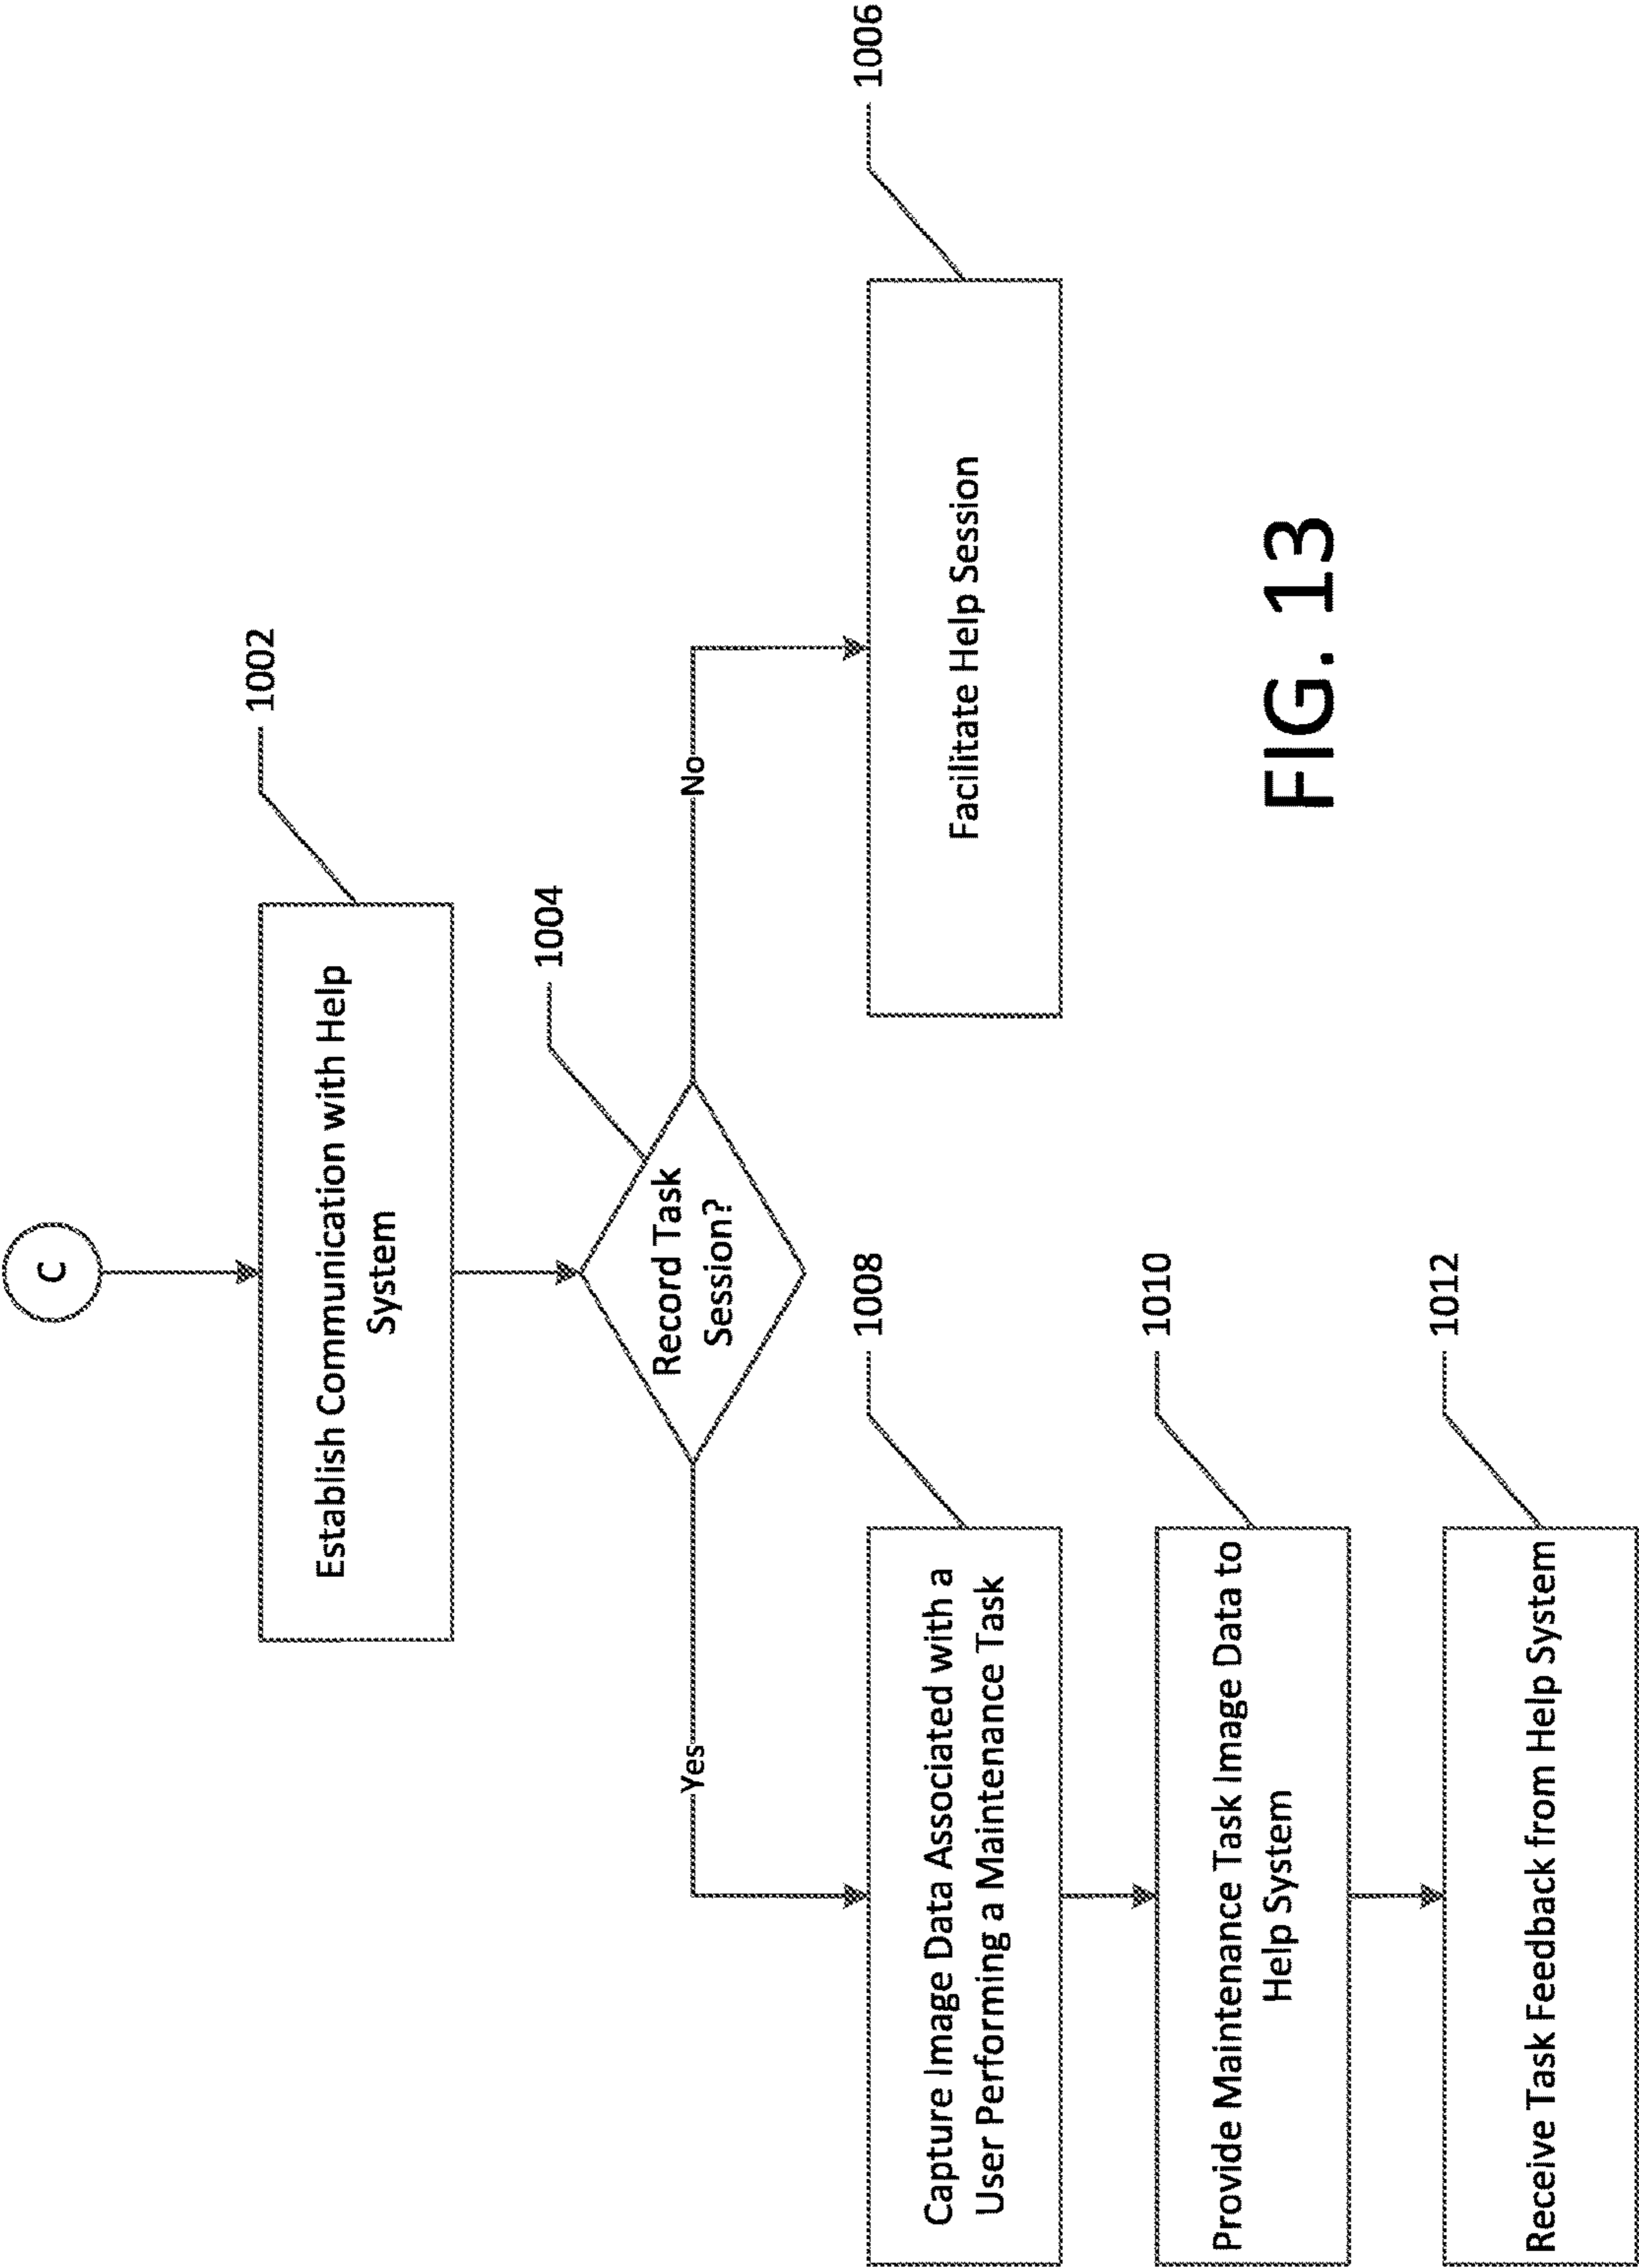 C
1002
Establish Communication with Help
System
1004
Record Task
Session?
Yes
No
1008
Capture Image Data Associated with a
User Performing a Maintenance Task
1006
Facilitate Help Session
1010
Provide Maintenance Task Image Data to
Help System
1012
Receive Task Feedback from Help System
FIG. 13